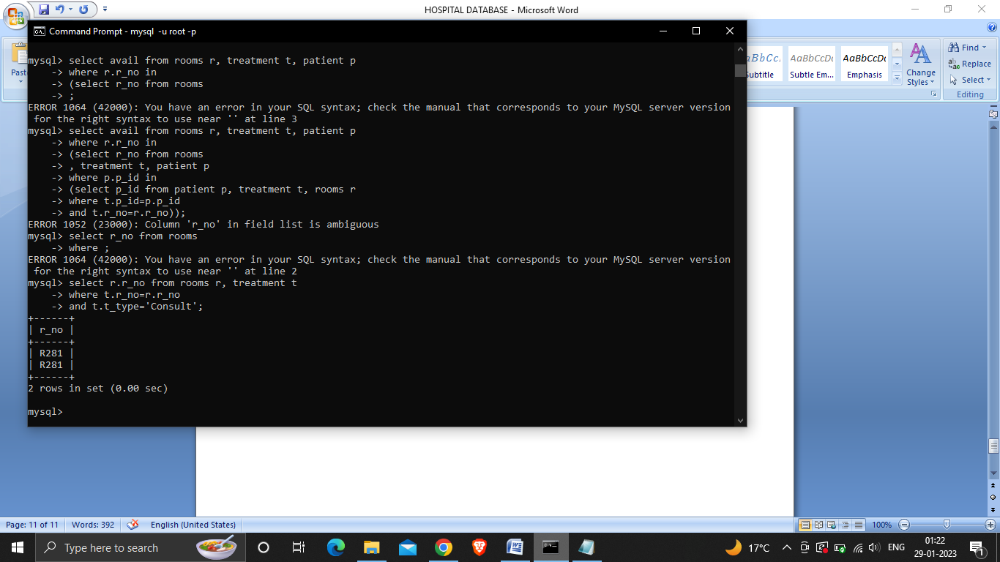 HOSPITAL DATABASE - Microsoft Word
Command Prompt - mysql  -u root -p
mysql> select avail from rooms r, treatment t, patient p
    -> where r.r_no in
    -> (select r_no from rooms
    -> ;
ERROR 1064 (42000): You have an error in your SQL syntax; check the manual that corresponds to your MySQL server version
 for the right syntax to use near '' at line 3
mysql> select avail from rooms r, treatment t, patient p
    -> where r.r_no in
    -> (select r_no from rooms
    -> , treatment t, patient p
    -> where p.p_id in
    -> (select p_id from patient p, treatment t, rooms r
    -> where t.p_id=p.p_id
    -> and t.r_no=r.r_no));
ERROR 1052 (23000): Column 'r_no' in field list is ambiguous
mysql> select r_no from rooms
    -> where ;
ERROR 1064 (42000): You have an error in your SQL syntax; check the manual that corresponds to your MySQL server version
 for the right syntax to use near '' at line 2
mysql> select r.r_no from rooms r, treatment t
    -> where t.r_no=r.r_no
    -> and t.t_type='Consult';
+------+
| r_no |
+------+
| R281 |
| R281 |
+------+
2 rows in set (0.00 sec)
mysql>
Past
aBbCc. AaBbCcDc AaBbCcDc
ubtitle Subtle Em... Emphasis
Change
Styles
Find
Replace
Select
Editing
Page: 11 of 11 Words: 392 English (United States) 100%
Type here to search
17°C ENG
01:22
29-01-2023
1